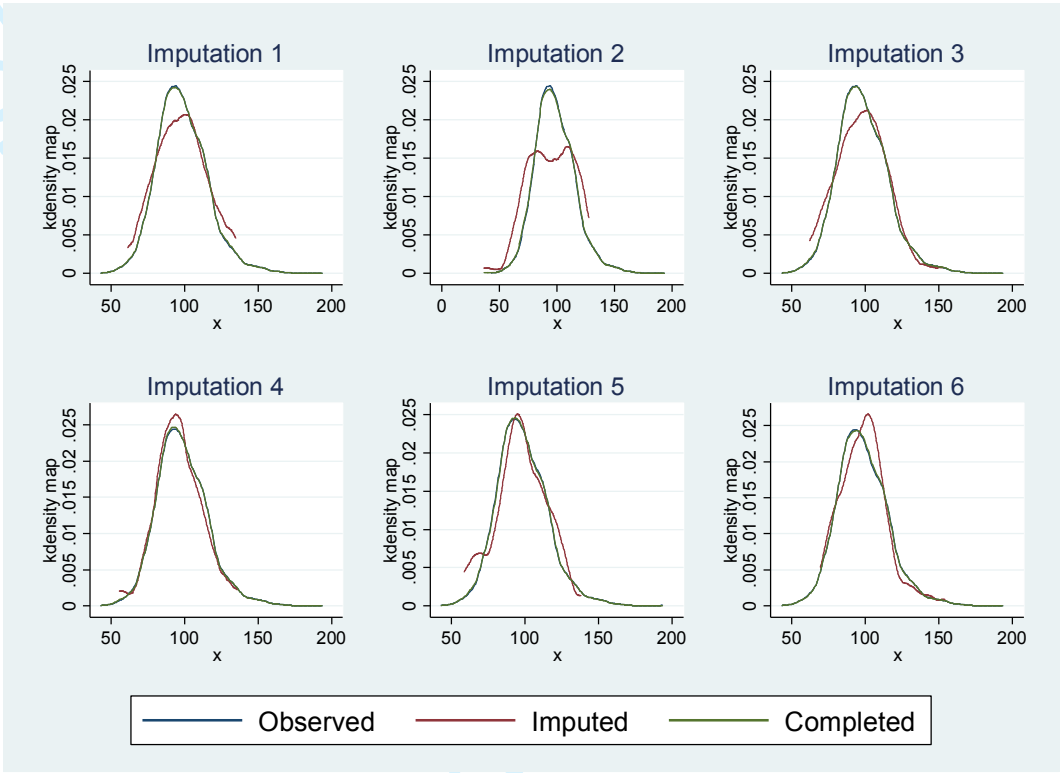 Imputation 1
kdensity map
0 .005 .01 .015 .02 .025
50 100 150 200
x
Imputation 2
kdensity map
0 .005 .01 .015 .02 .025
0 50 100 150 200
x
Imputation 3
kdensity map
0 .005 .01 .015 .02 .025
50 100 150 200
x
Imputation 4
kdensity map
0 .005 .01 .015 .02 .025
50 100 150 200
x
Imputation 5
kdensity map
0 .005 .01 .015 .02 .025
50 100 150 200
x
Imputation 6
kdensity map
0 .005 .01 .015 .02 .025
50 100 150 200
x
Observed Imputed Completed